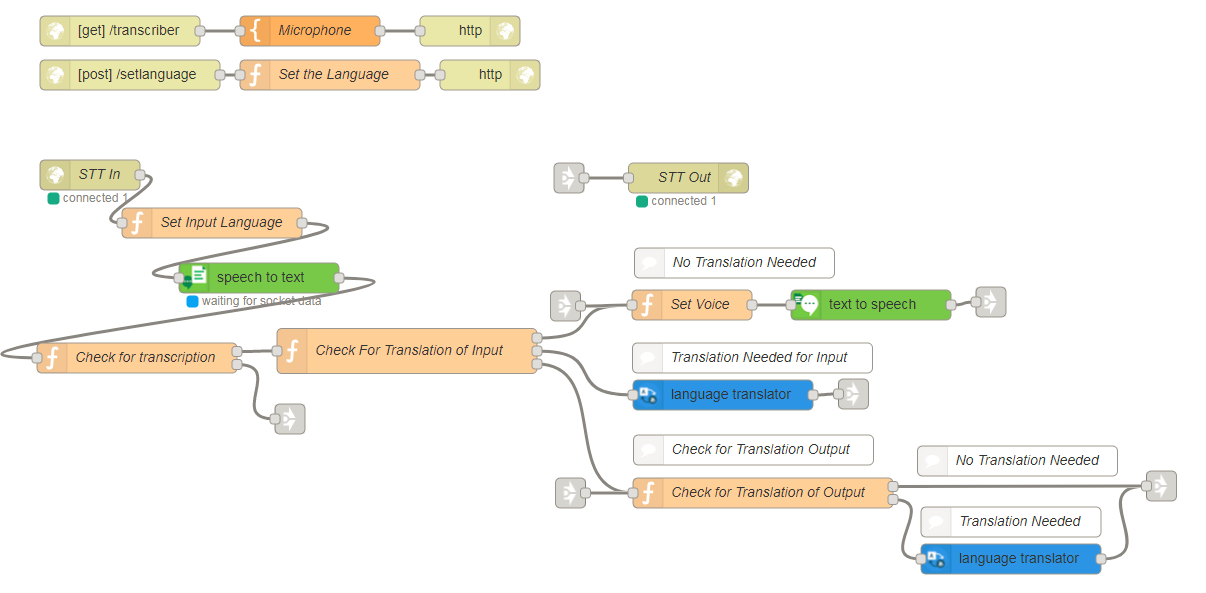 [get] /transcriber
Microphone
http
[post] /setlanguage
Set the Language
http
STT In
connected 1
STT Out
connected 1
Set Input Language
speech to text
waiting for socket data
No Translation Needed
Set Voice
text to speech
Check for transcription
Check For Translation of Input
Translation Needed for Input
language translator
Check for Translation Output
No Translation Needed
Check for Translation of Output
Translation Needed
language translator